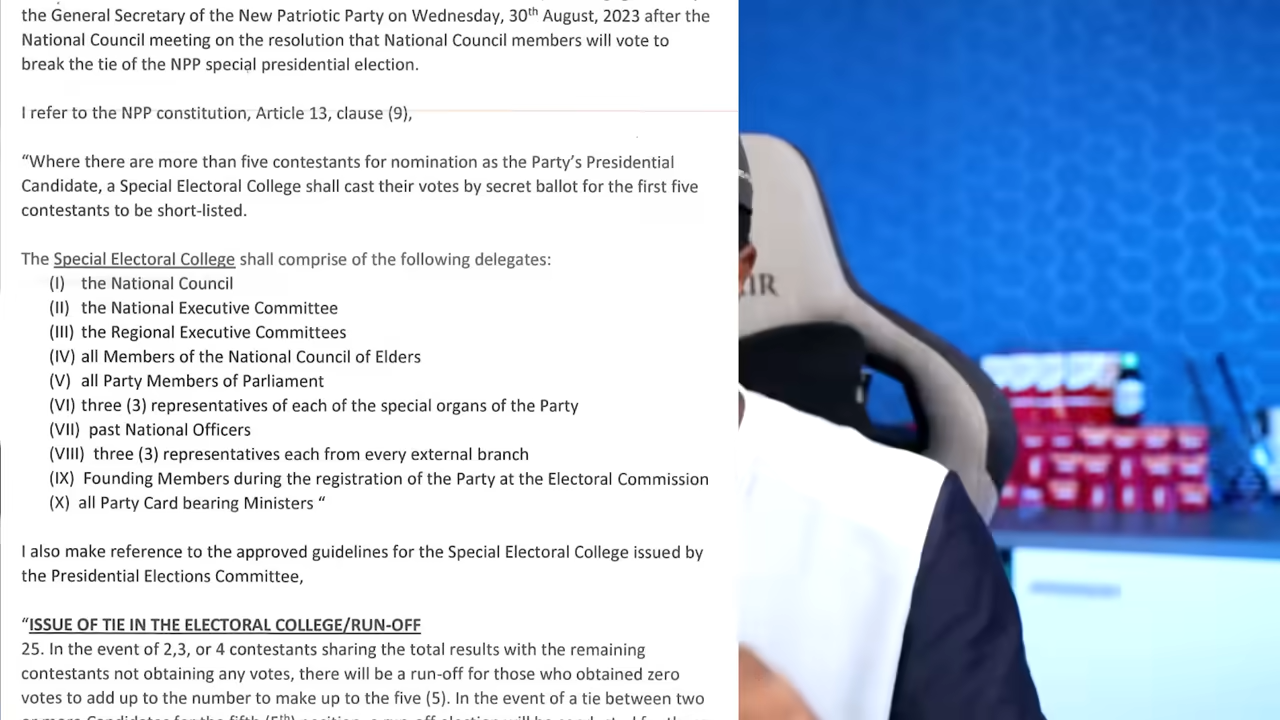 the General Secretary of the New Patriotic Party on Wednesday, 30th August, 2023 after the
National Council meeting on the resolution that National Council members will vote to
break the tie of the NPP special presidential election.
I refer to the NPP constitution, Article 13, clause (9),
“Where there are more than five contestants for nomination as the Party’s Presidential
Candidate, a Special Electoral College shall cast their votes by secret ballot for the first five
contestants to be short-listed.
The Special Electoral College shall comprise of the following delegates:
(I) the National Council
(II) the National Executive Committee
(III) the Regional Executive Committees
(IV) all Members of the National Council of Elders
(V) all Party Members of Parliament
(VI) three (3) representatives of each of the special organs of the Party
(VII) past National Officers
(VIII) three (3) representatives each from every external branch
(IX) Founding Members during the registration of the Party at the Electoral Commission
(X) all Party Card bearing Ministers “
I also make reference to the approved guidelines for the Special Electoral College issued by
the Presidential Elections Committee,
“ISSUE OF TIE IN THE ELECTORAL COLLEGE/RUN-OFF
25. In the event of 2,3, or 4 contestants sharing the total results with the remaining
contestants not obtaining any votes, there will be a run-off for those who obtained zero
votes to add up to the number to make up to the five (5). In the event of a tie between two